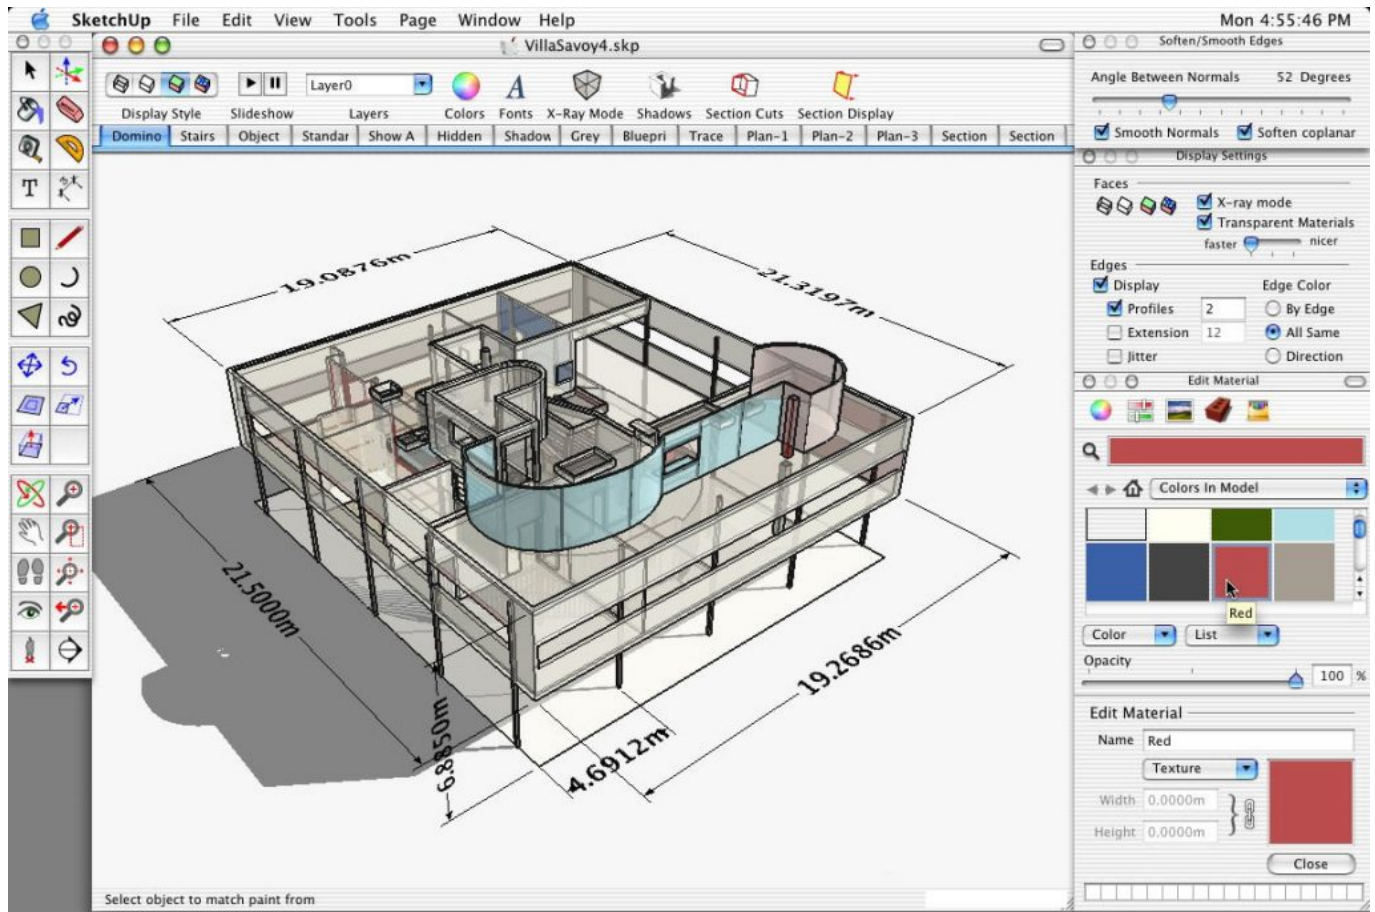 SketchUp File Edit View Tools Page Window Help Mon 4:55:46 PM
VillaSavoy4.skp
Layer0
Display Style Slideshow Layers Colors Fonts X-Ray Mode Shadows Section Cuts Section Display
Domino Stairs Object Standar Show A Hidden Shadow Grey Bluepri Trace Plan-1 Plan-2 Plan-3 Section Section
T
A
19.0876m
21.3197m
21.5000m
6.8850m
4.6912m
19.2686m
Select object to match paint from
Soften/Smooth Edges
Angle Between Normals 52 Degrees
Smooth Normals Soften coplanar
Display Settings
Faces
X-ray mode
Transparent Materials
faster nicer
Edges
Display Edge Color
Profiles 2 By Edge
Extension 12 All Same
Jitter Direction
Edit Material
Colors In Model
Red
Color List
Opacity
100 %
Edit Material
Name Red
Texture
Width 0.0000m
Height 0.0000m
Close